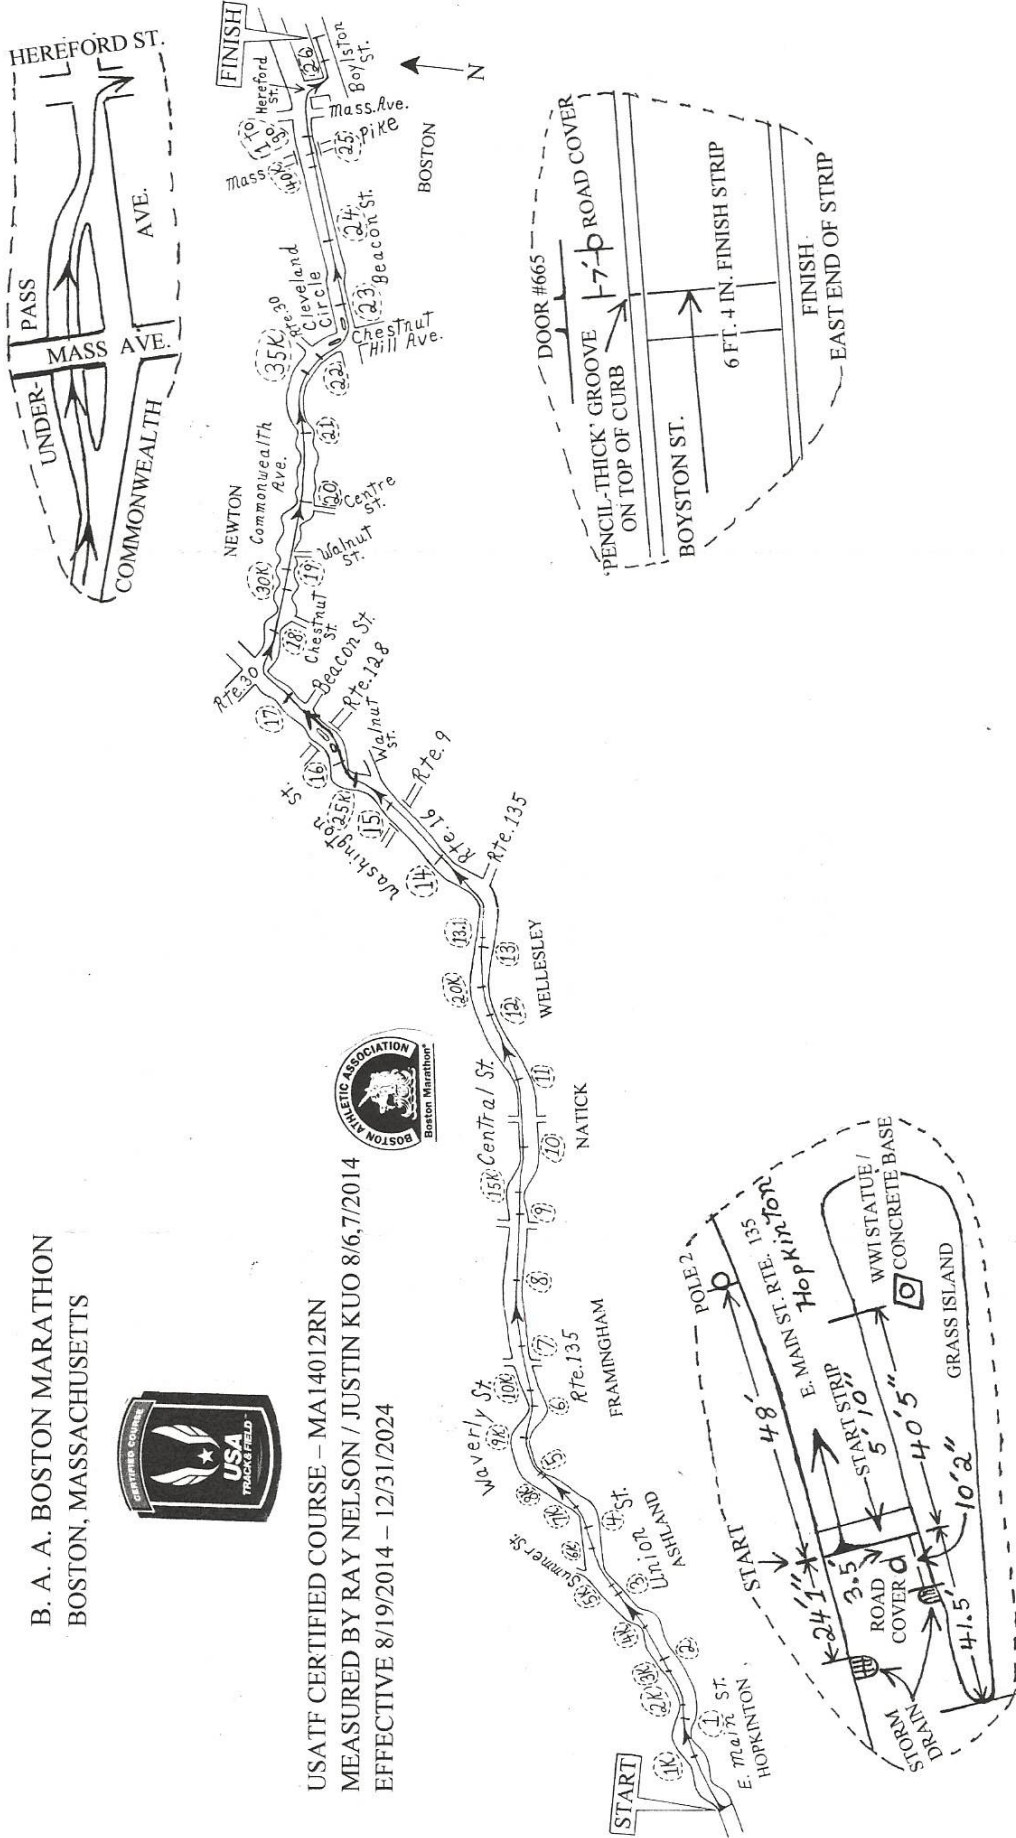 B. A. A. BOSTON MARATHON
BOSTON, MASSACHUSETTS
CERTIFIED COURSE
USA
TRACK & FIELD
USATF CERTIFIED COURSE – MA14012RN
MEASURED BY RAY NELSON / JUSTIN KUO 8/6,7/2014
EFFECTIVE 8/19/2014 – 12/31/2024
BOSTON ATHLETIC ASSOCIATION
Boston Marathon®
HEREFORD ST.
UNDER-
PASS
MASS AVE.
COMMONWEALTH
AVE.
START
1K
1
E. Main St.
HOPKINTON
2K
3K
2
4K
5K
Summer St.
3
Union St.
ASHLAND
6K
4
7K
8K
5
9K
Waverly St.
10K
6
Rte.135
FRAMINGHAM
7
8
9
15K
Central St.
10
NATICK
11
12
20K
WELLESLEY
13
13.1
Rte.135
14
Rte.16
Washington
St.
15
Rte.9
25K
Walnut
St.
16
Rte.128
Beacon St.
17
Rte.30
18
Chestnut
St.
30K
19
Walnut
St.
NEWTON
Commonwealth
Ave.
20
Centre
St.
21
35K
Rte.30
22
Cleveland
Circle
Chestnut
Hill Ave.
23
Beacon St.
24
40K
Mass
25
Pike
1 to
go
Mass.Ave.
Hereford
St.
26
Boylston
St.
FINISH
BOSTON
N
START
POLE 2
48'
24'1"
3.5'
E. MAIN ST. RTE. 135
Hopkinton
START STRIP
5'10"
ROAD
COVER
40'5"
10'2"
41.5'
STORM
DRAIN
WWI STATUE /
CONCRETE BASE
GRASS ISLAND
DOOR #665
'PENCIL-THICK' GROOVE
ON TOP OF CURB
7'
ROAD COVER
BOYSTON ST.
6 FT. 4 IN. FINISH STRIP
FINISH
EAST END OF STRIP